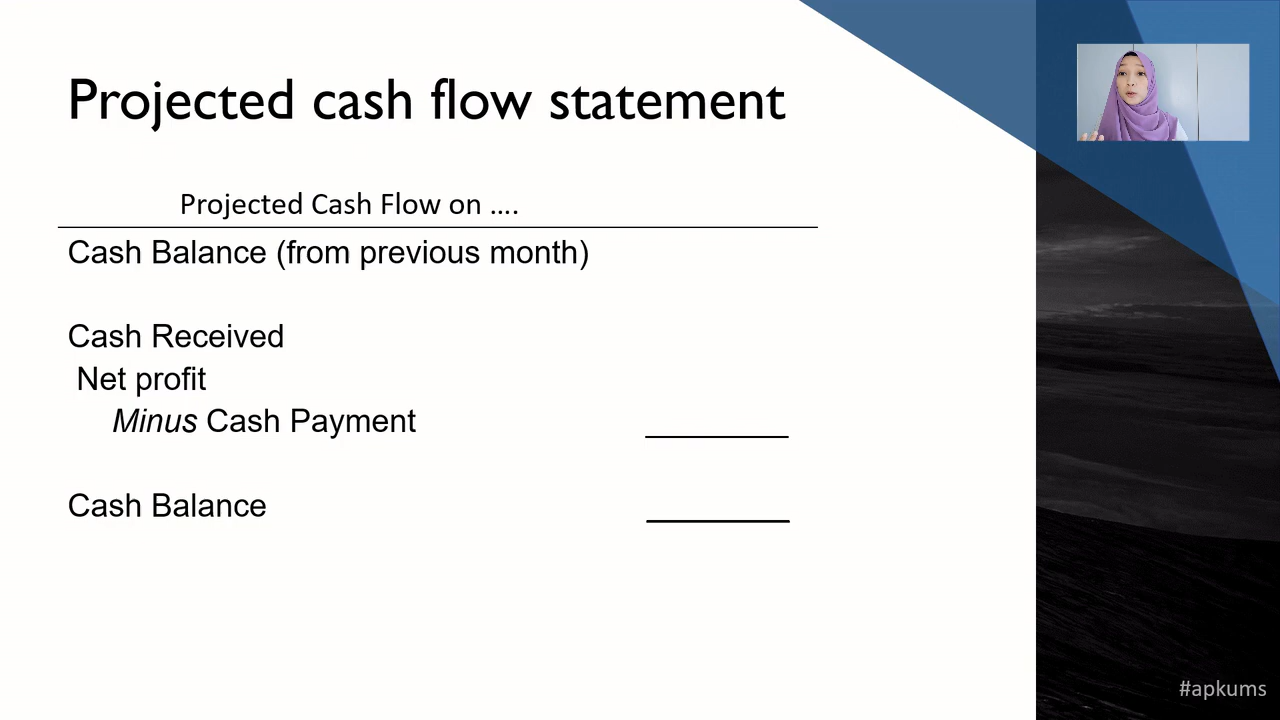 Projected cash flow statement
Projected Cash Flow on ....
Cash Balance (from previous month)
Cash Received
Net profit
Minus Cash Payment
Cash Balance
#apkums